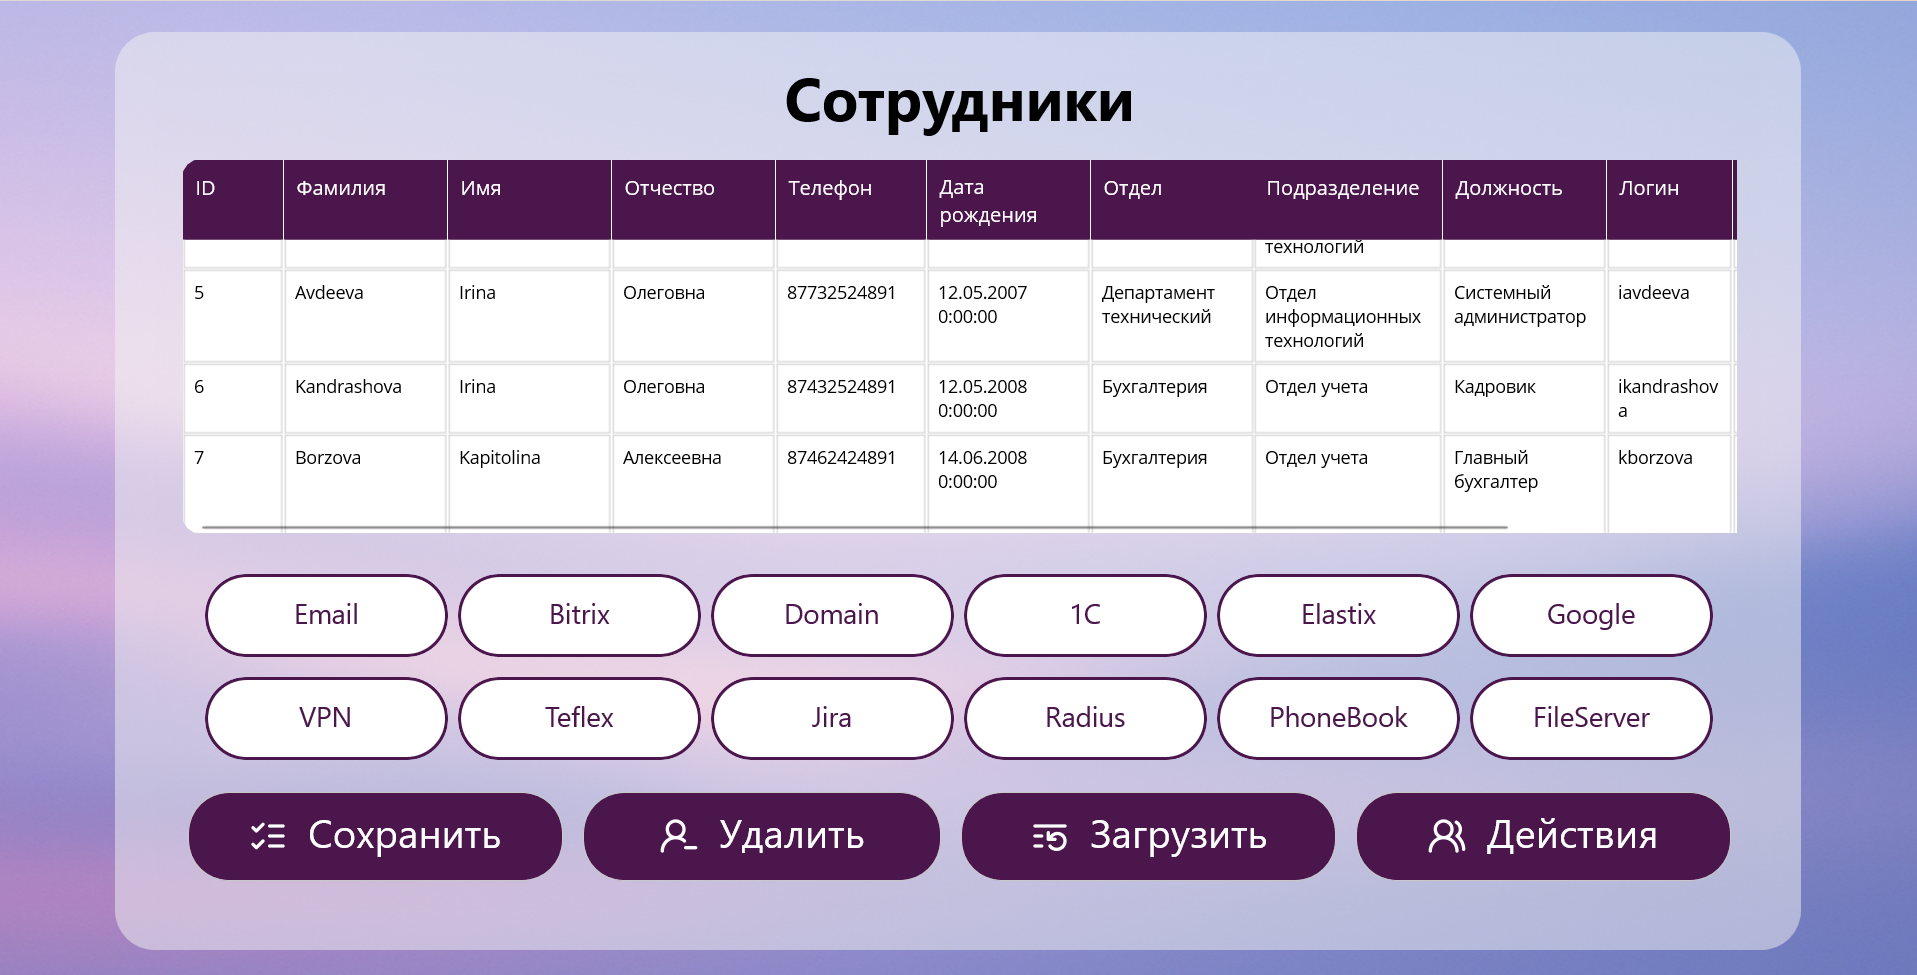 Сотрудники
ID Фамилия Имя Отчество Телефон Дата рождения Отдел Подразделение Должность Логин
технологий
5 Avdeeva Irina Олеговна 87732524891 12.05.2007 0:00:00 Департамент технический Отдел информационных технологий Системный администратор iavdeeva
6 Kandrashova Irina Олеговна 87432524891 12.05.2008 0:00:00 Бухгалтерия Отдел учета Кадровик ikandrashova
7 Borzova Kapitolina Алексеевна 87462424891 14.06.2008 0:00:00 Бухгалтерия Отдел учета Главный бухгалтер kborzova
Email Bitrix Domain 1C Elastix Google
VPN Teflex Jira Radius PhoneBook FileServer
Сохранить Удалить Загрузить Действия